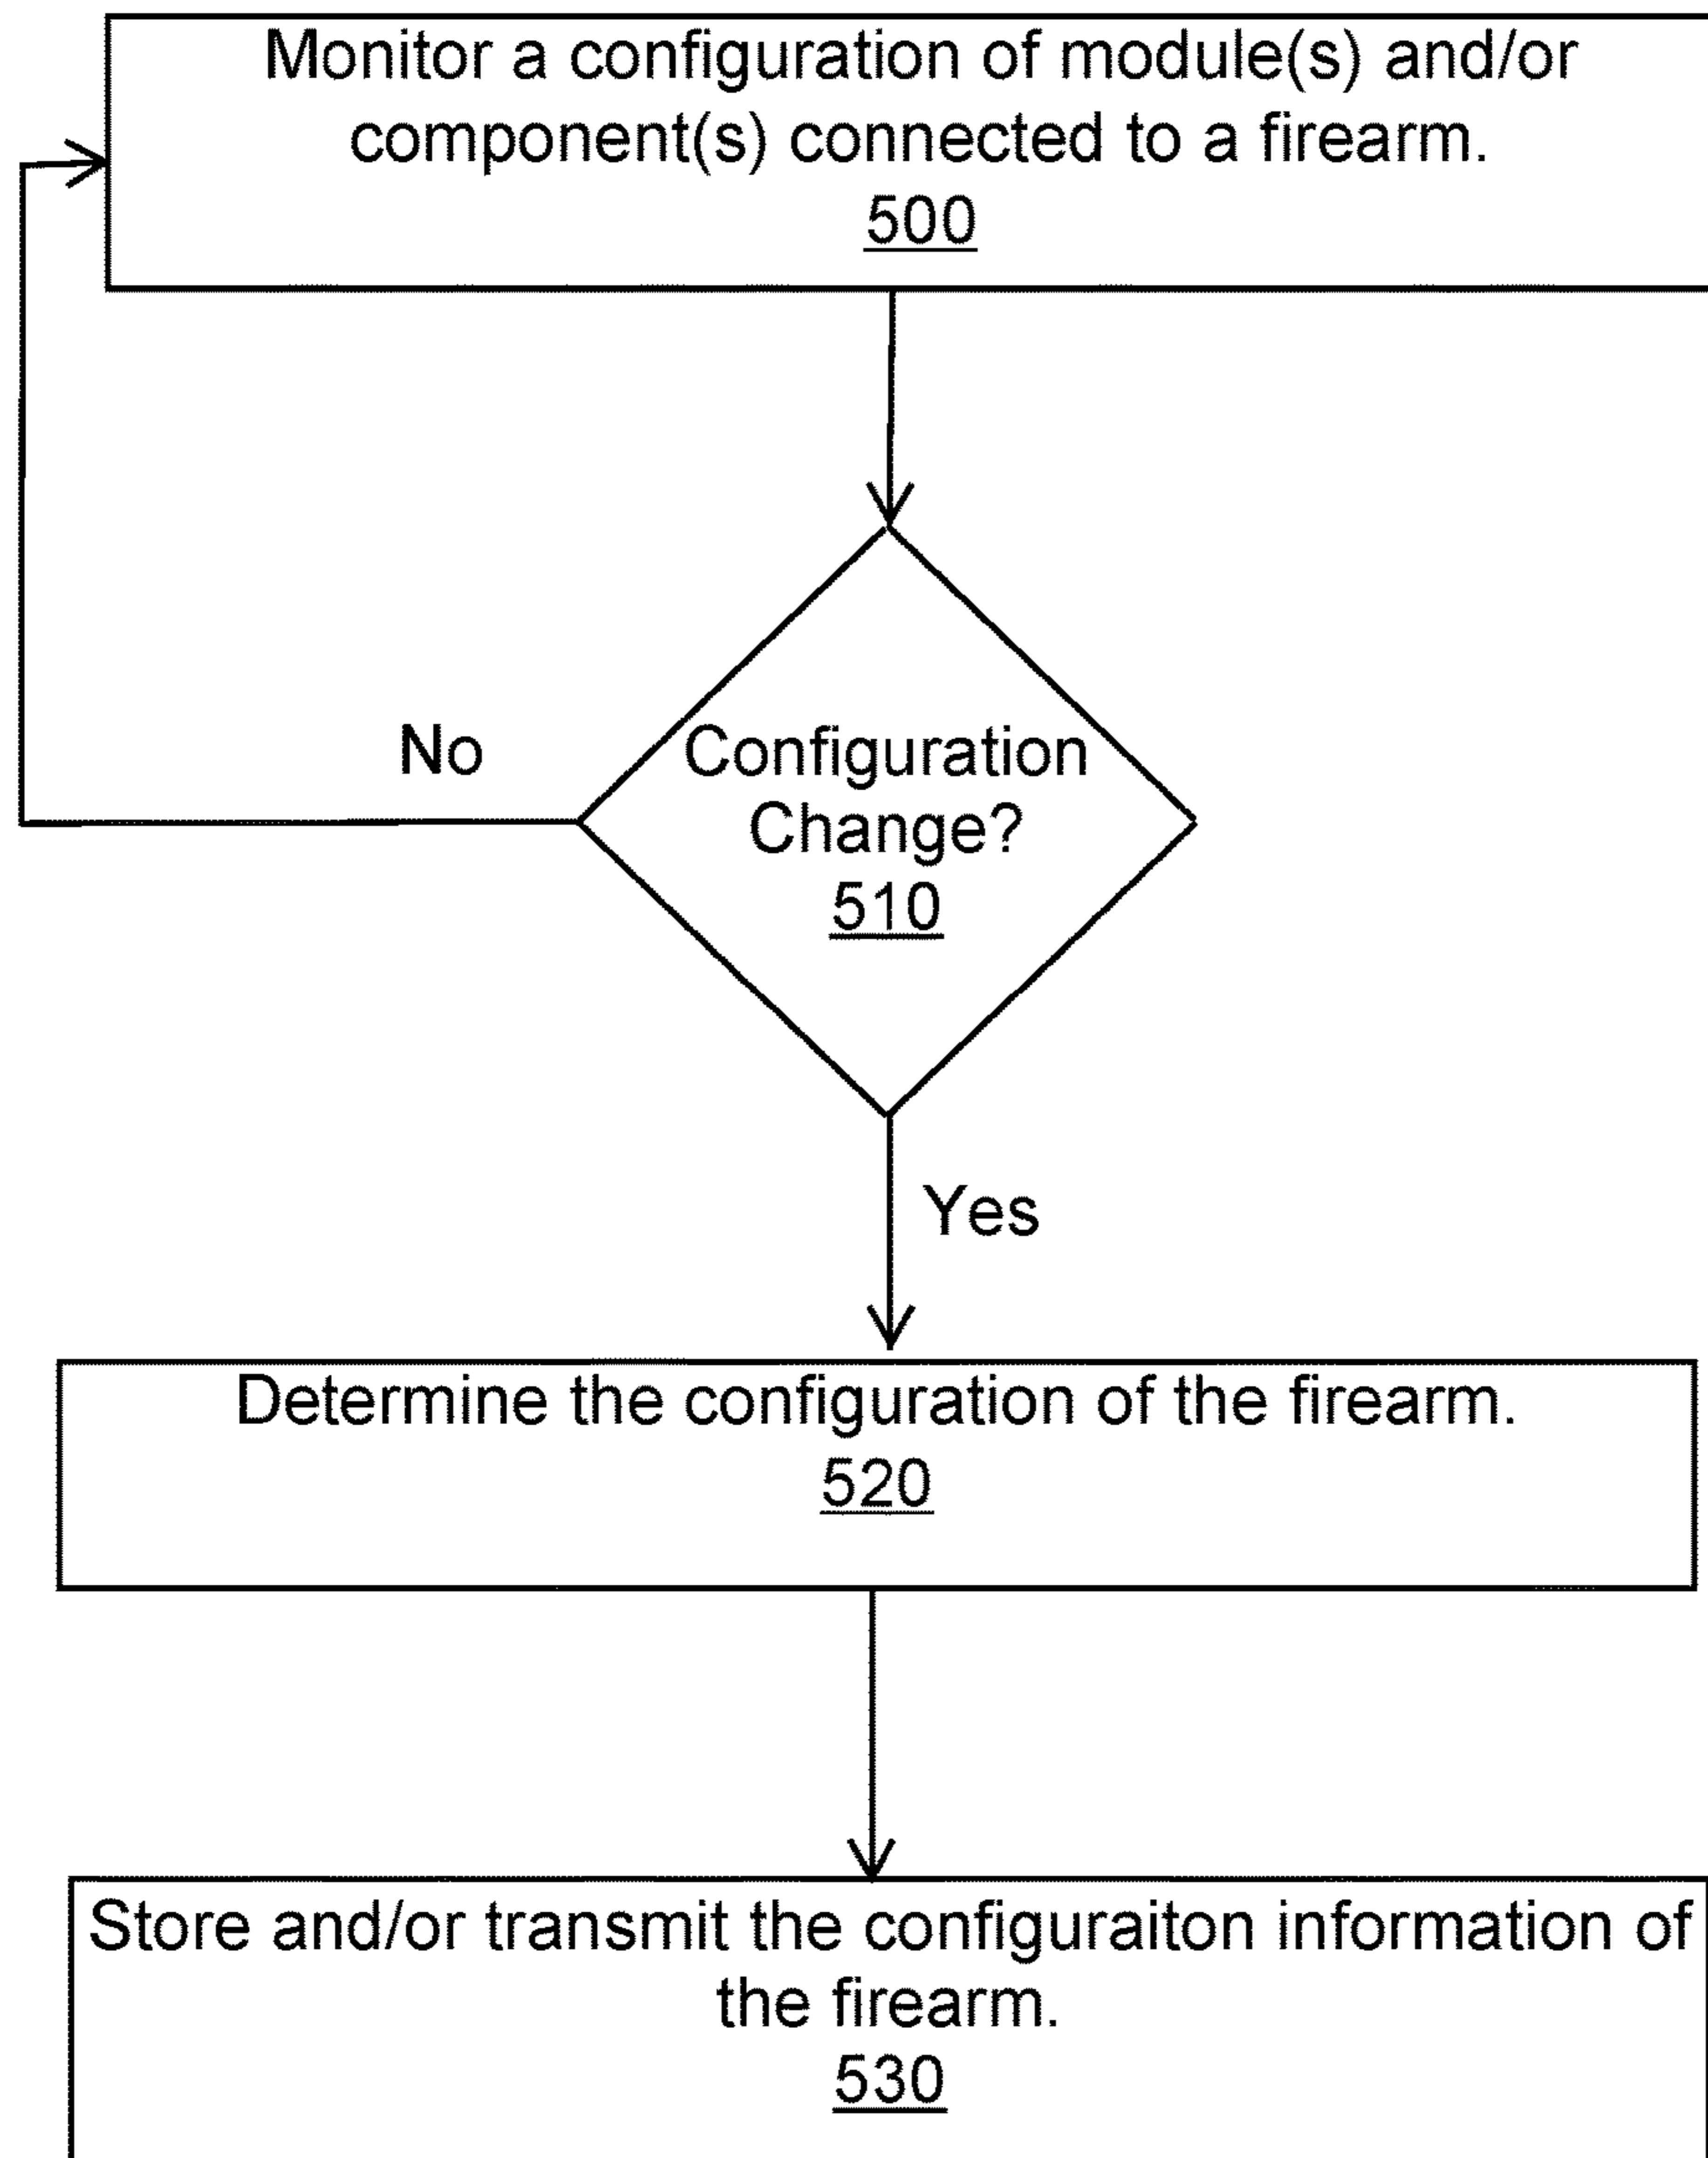 Monitor a configuration of module(s) and/or
component(s) connected to a firearm.
500
No
Configuration
Change?
510
Yes
Determine the configuration of the firearm.
520
Store and/or transmit the configuraiton information of
the firearm.
530